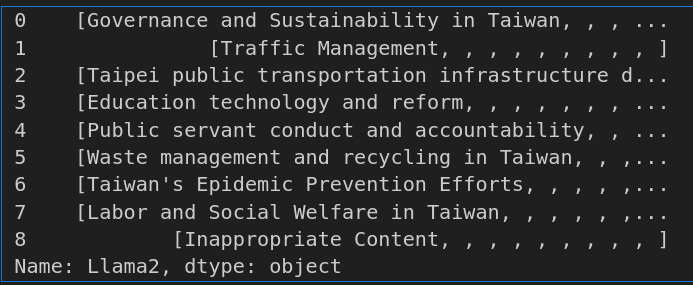 0    [Governance and Sustainability in Taiwan, , , ...
1               [Traffic Management, , , , , , , , , ]
2    [Taipei public transportation infrastructure d...
3    [Education technology and reform, , , , , , , ...
4    [Public servant conduct and accountability, , ...
5    [Waste management and recycling in Taiwan, , ,...
6    [Taiwan's Epidemic Prevention Efforts, , , , ,...
7    [Labor and Social Welfare in Taiwan, , , , , ,...
8            [Inappropriate Content, , , , , , , , , ]
Name: Llama2, dtype: object